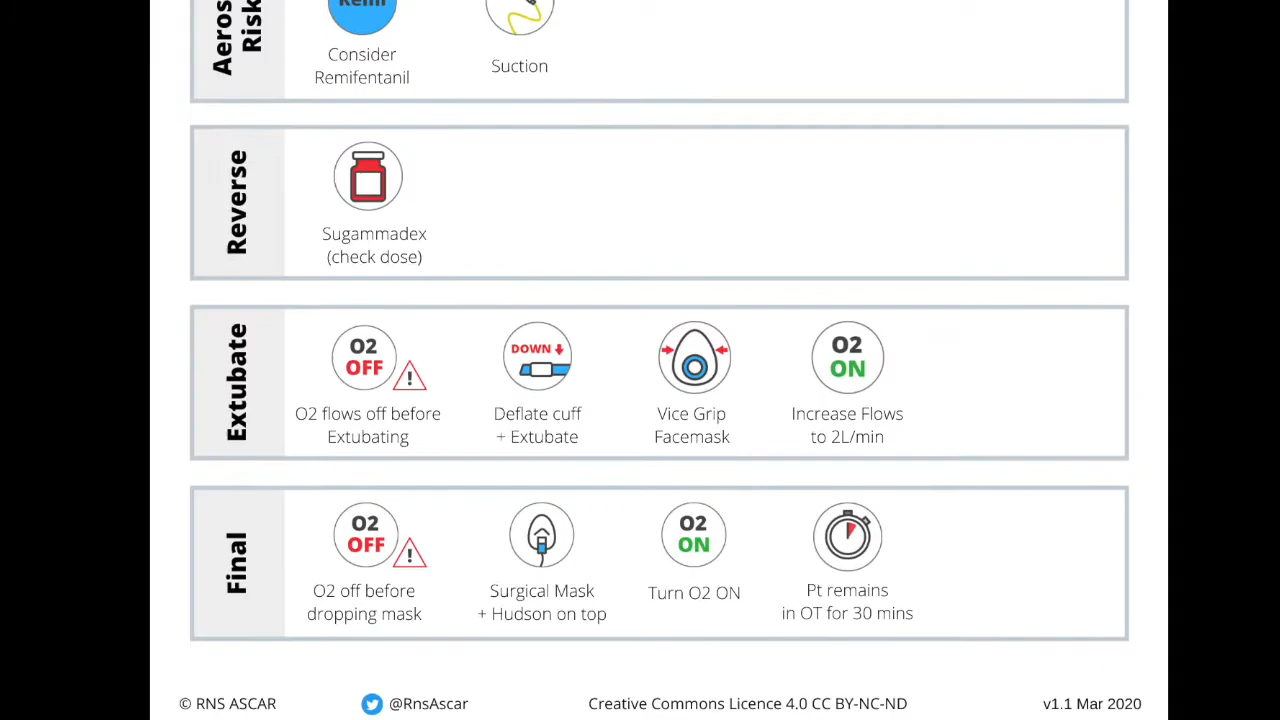 Aeros
Risk
Remi
Consider
Remifentanil
Suction
Reverse
Sugammadex
(check dose)
Extubate
O2
OFF
!
O2 flows off before
Extubating
DOWN
Deflate cuff
+ Extubate
Vice Grip
Facemask
O2
ON
Increase Flows
to 2L/min
Final
O2
OFF
!
O2 off before
dropping mask
Surgical Mask
+ Hudson on top
O2
ON
Turn O2 ON
Pt remains
in OT for 30 mins
© RNS ASCAR
@RnsAscar
Creative Commons Licence 4.0 CC BY-NC-ND
v1.1 Mar 2020